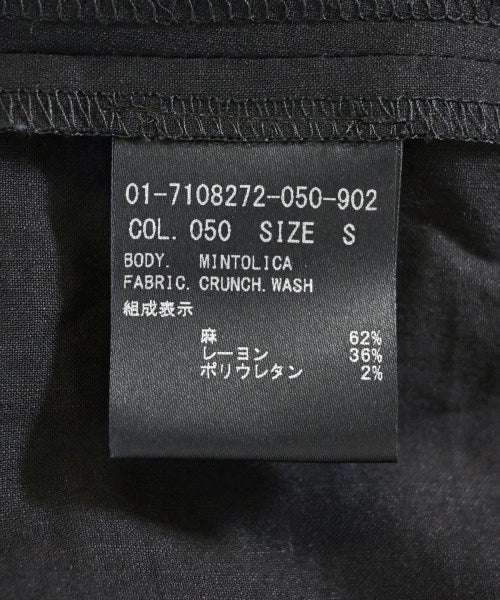 01-7108272-050-902
COL. 050 SIZE S
BODY. MINTOLICA
FABRIC. CRUNCH. WASH
組成表示
麻 62%
レーヨン 36%
ポリウレタン 2%